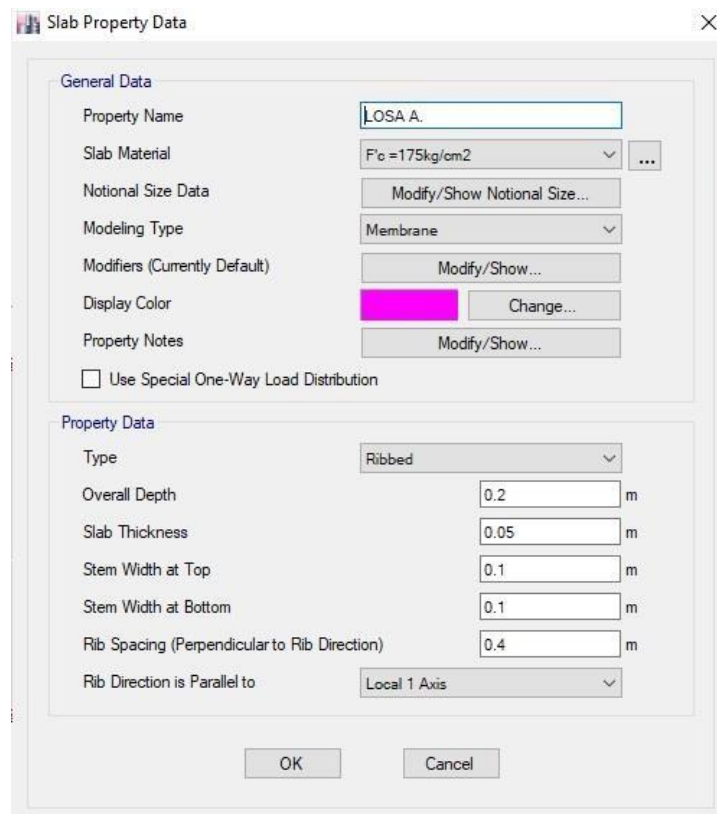 Slab Property Data
General Data
Property Name LOSA A.
Slab Material F'c =175kg/cm2 ...
Notional Size Data Modify/Show Notional Size...
Modeling Type Membrane
Modifiers (Currently Default) Modify/Show...
Display Color Change...
Property Notes Modify/Show...
Use Special One-Way Load Distribution
Property Data
Type Ribbed
Overall Depth 0.2 m
Slab Thickness 0.05 m
Stem Width at Top 0.1 m
Stem Width at Bottom 0.1 m
Rib Spacing (Perpendicular to Rib Direction) 0.4 m
Rib Direction is Parallel to Local 1 Axis
OK Cancel